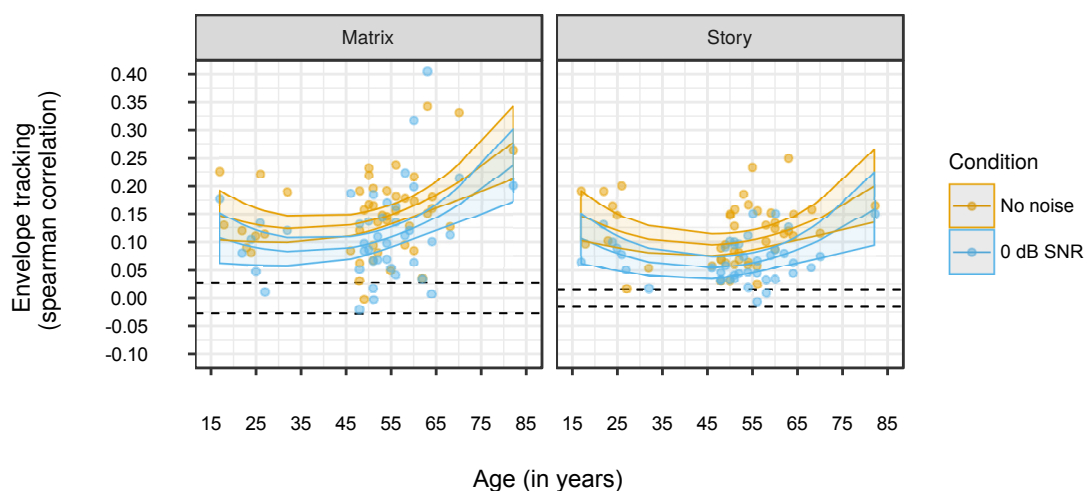 Matrix
Story
Envelope tracking
(spearman correlation)
0.40
0.35
0.30
0.25
0.20
0.15
0.10
0.05
0.00
-0.05
-0.10
15 25 35 45 55 65 75 85
15 25 35 45 55 65 75 85
Age (in years)
Condition
No noise
0 dB SNR